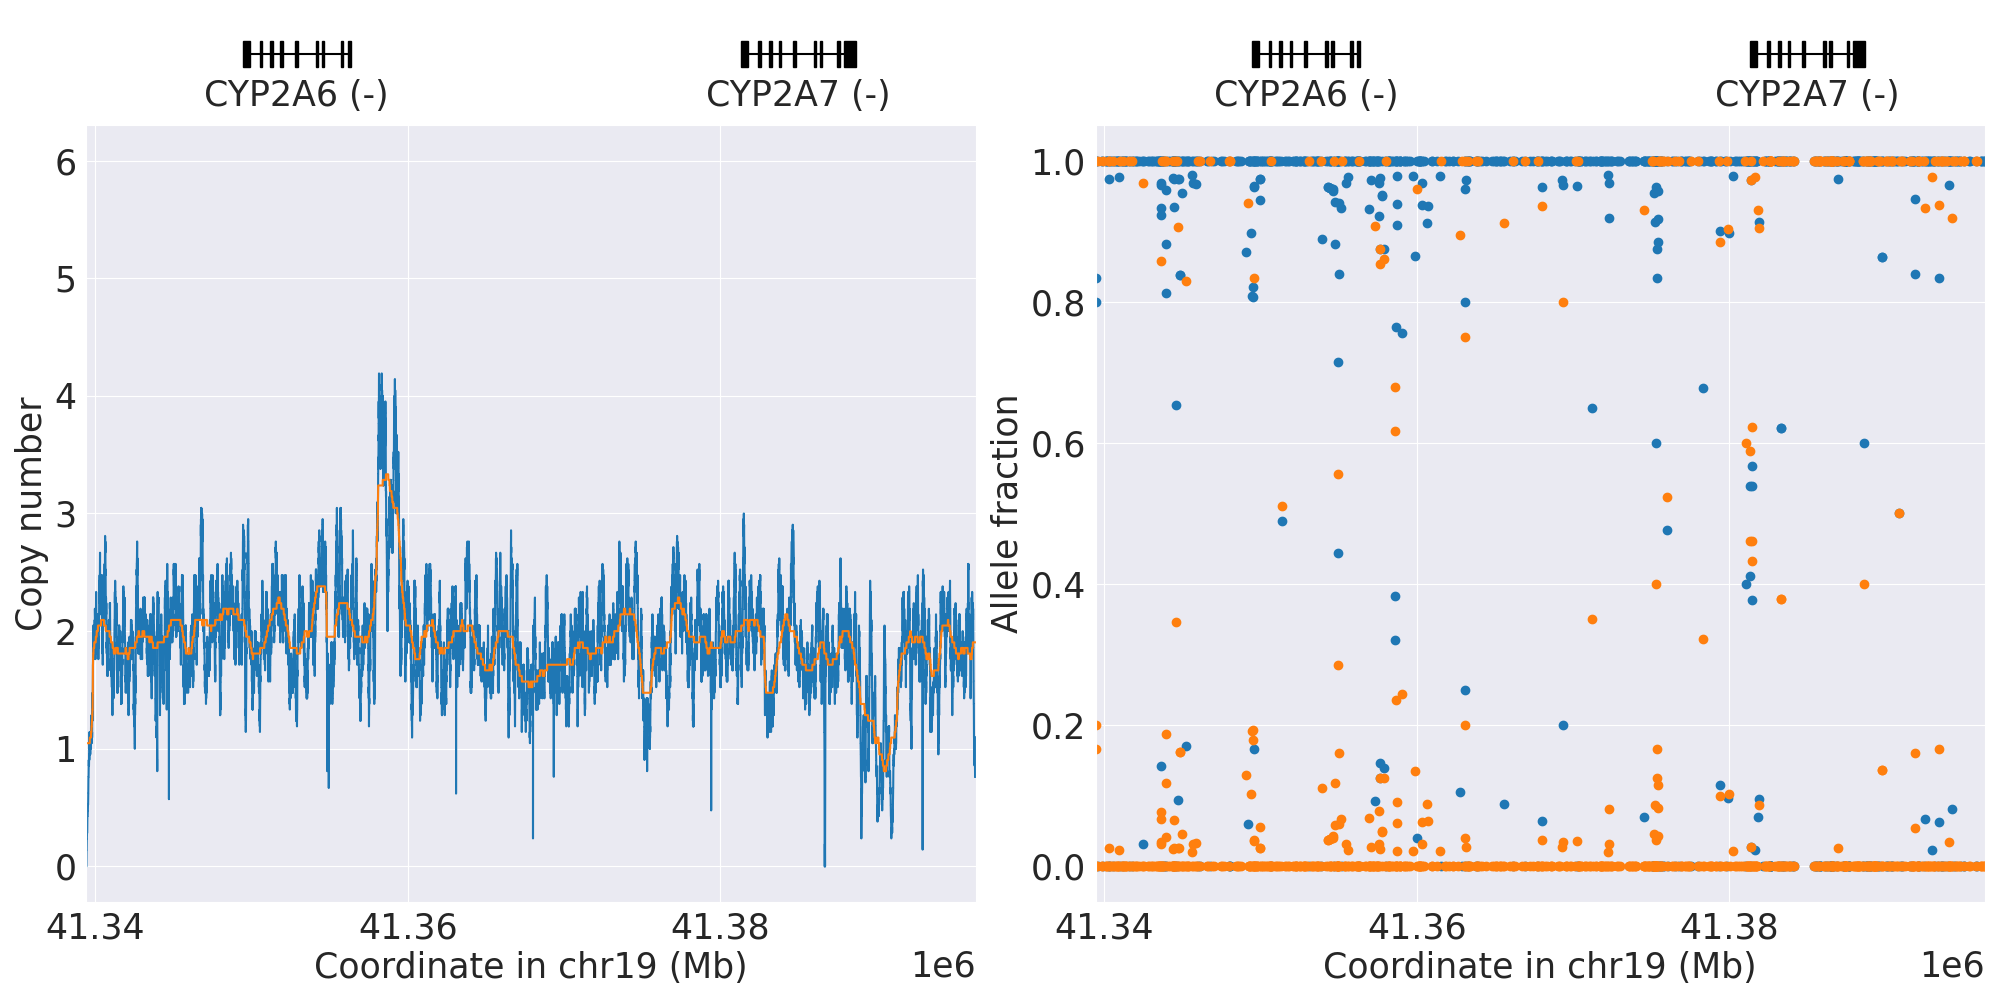 CYP2A6 (-)
CYP2A7 (-)
CYP2A6 (-)
CYP2A7 (-)
6
5
4
3
2
1
0
Copy number
41.34
41.36
41.38
Coordinate in chr19 (Mb)
1e6
1.0
0.8
0.6
0.4
0.2
0.0
Allele fraction
41.34
41.36
41.38
Coordinate in chr19 (Mb)
1e6